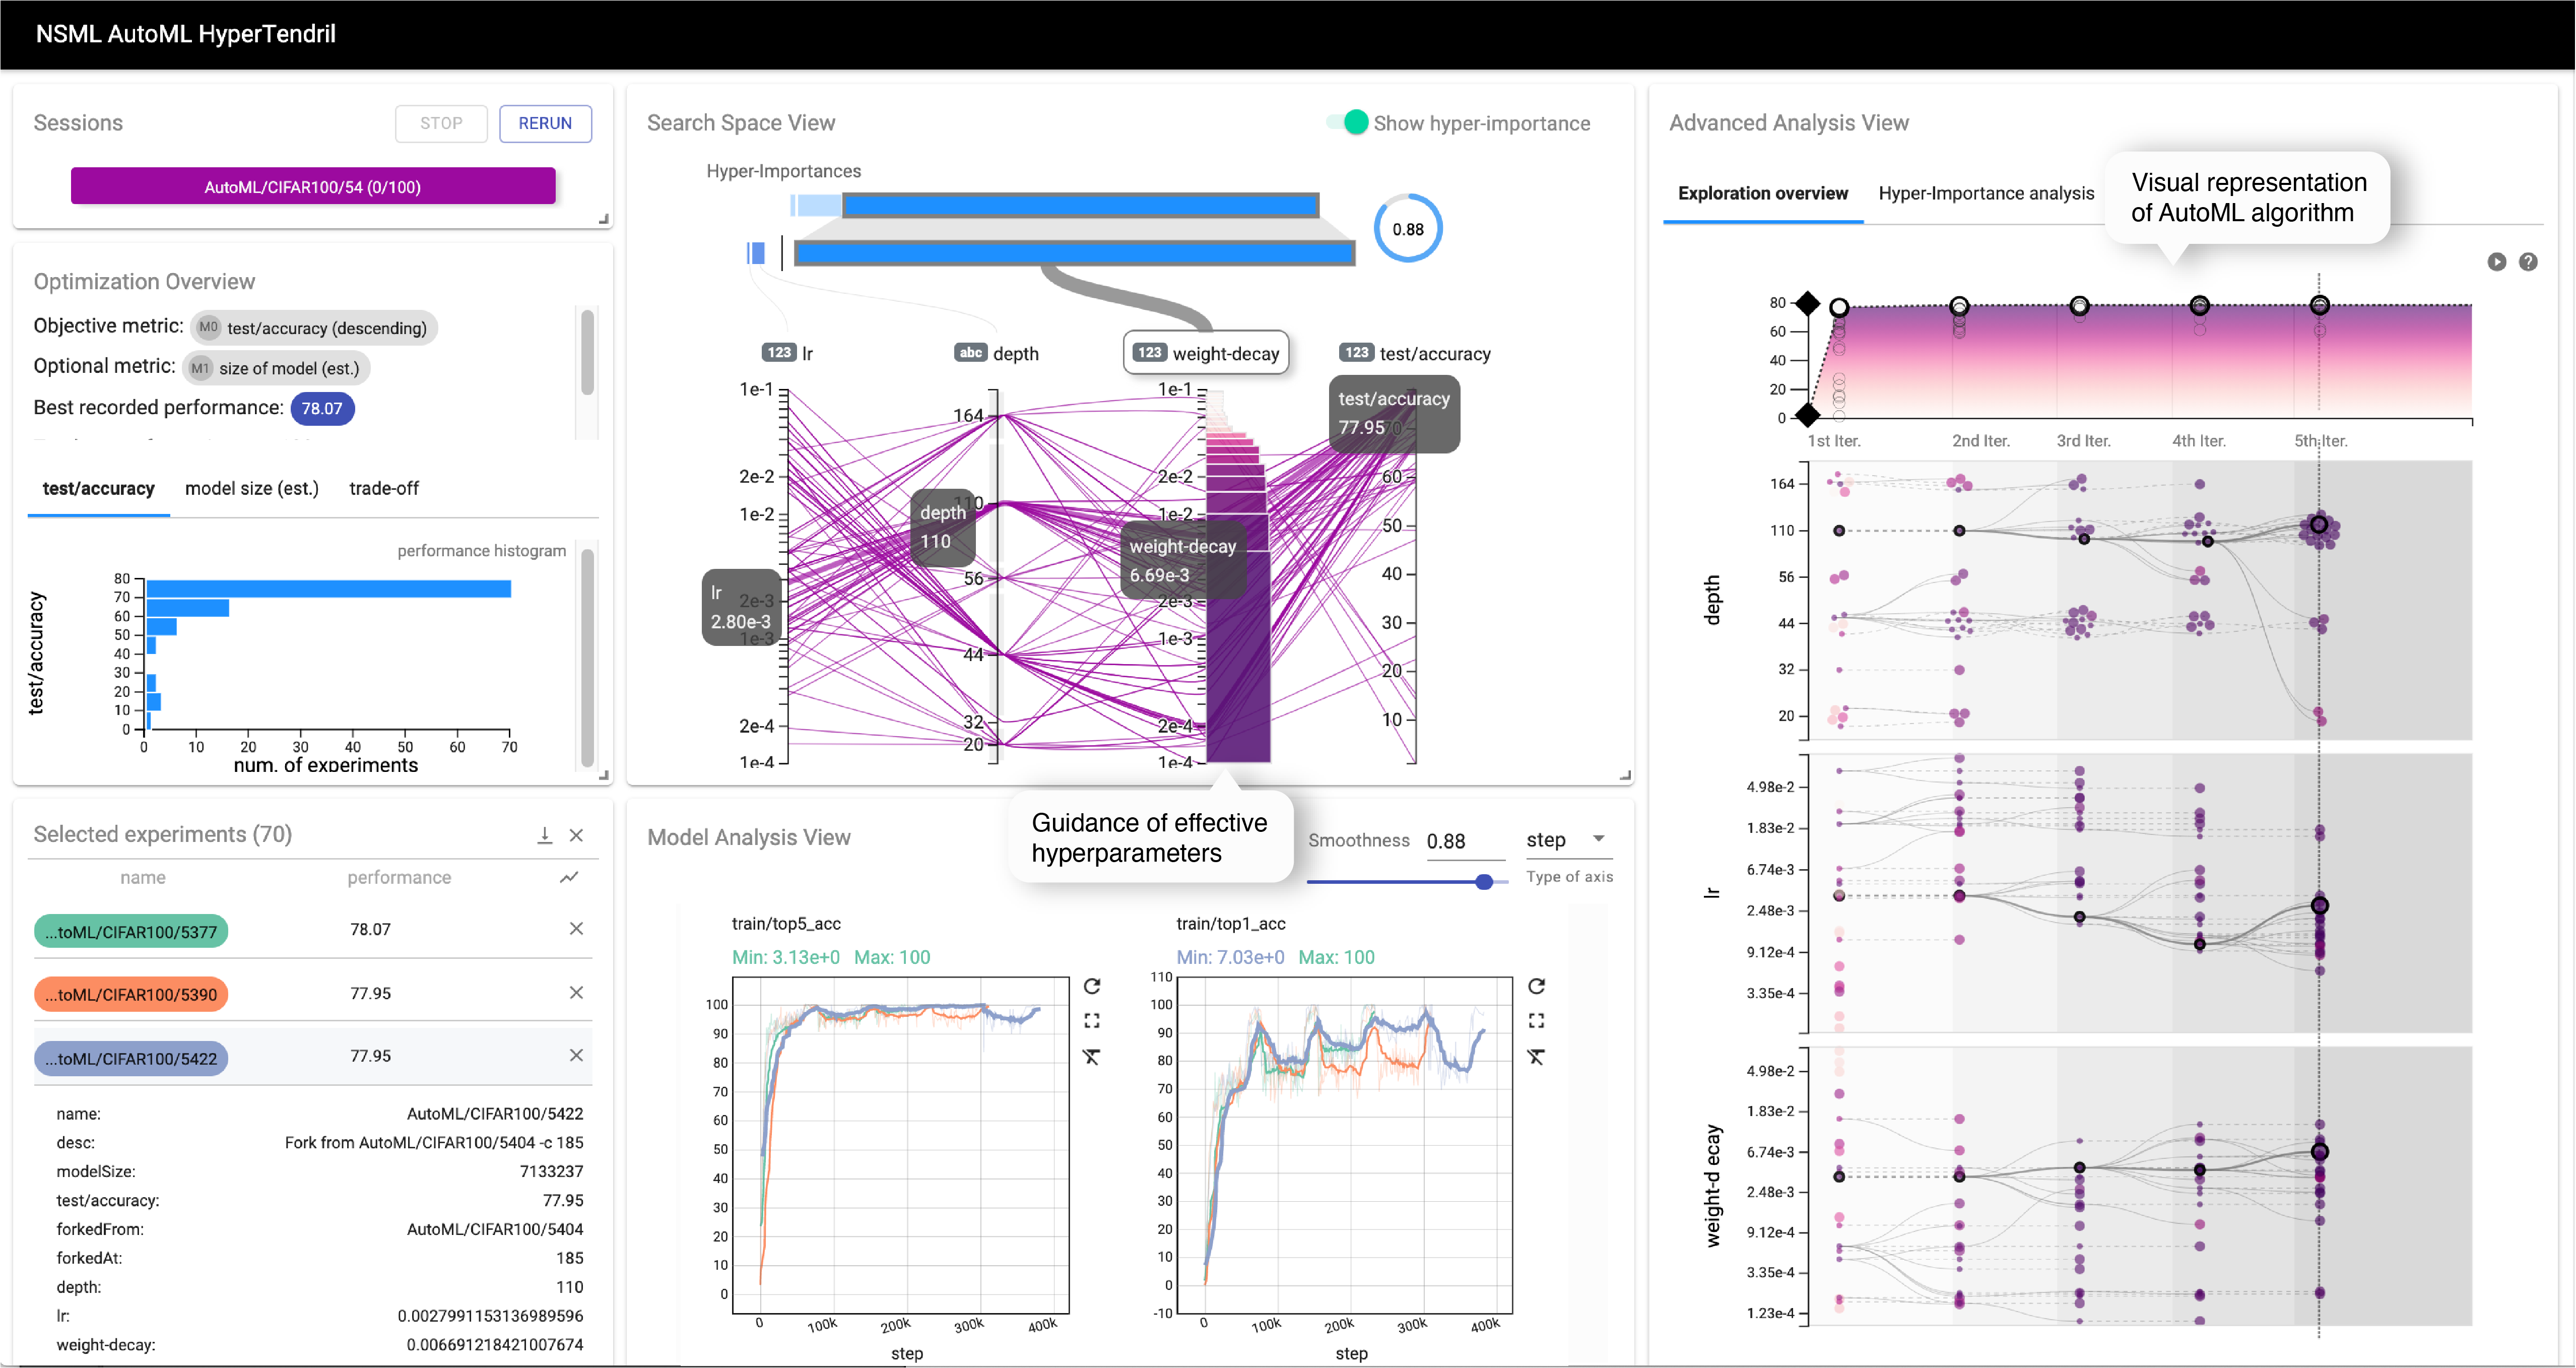 NSML AutoML HyperTendril
Sessions
STOP
RERUN
AutoML/CIFAR100/54 (0/100)
Optimization Overview
Objective metric: M0 test/accuracy (descending)
Optional metric: M1 size of model (est.)
Best recorded performance: 78.07
test/accuracy model size (est.) trade-off
performance histogram
test/accuracy
80
70
60
50
40
30
20
10
0
0 10 20 30 40 50 60 70
num. of experiments
Selected experiments (70)
name performance
...toML/CIFAR100/5377 78.07
...toML/CIFAR100/5390 77.95
...toML/CIFAR100/5422 77.95
name: AutoML/CIFAR100/5422
desc: Fork from AutoML/CIFAR100/5404 -c 185
modelSize: 7133237
test/accuracy: 77.95
forkedFrom: AutoML/CIFAR100/5404
forkedAt: 185
depth: 110
lr: 0.0027991153136989596
weight-decay: 0.006691218421007674
Search Space View
Show hyper-importance
Hyper-Importances
0.88
123 lr
abc depth
123 weight-decay
123 test/accuracy
1e-1
2e-2
1e-2
2e-3
1e-3
2e-4
1e-4
lr
2.80e-3
164
110
56
44
32
20
depth
110
1e-1
2e-2
1e-2
2e-3
1e-3
2e-4
1e-4
weight-decay
6.69e-3
test/accuracy
77.95
70
60
50
40
30
20
10
Guidance of effective
hyperparameters
Model Analysis View
Smoothness 0.88
step
Type of axis
train/top5_acc
Min: 3.13e+0 Max: 100
100
90
80
70
60
50
40
30
20
10
0
0 100k 200k 300k 400k
step
train/top1_acc
Min: 7.03e+0 Max: 100
110
100
90
80
70
60
50
40
30
20
10
0
-10
0 100k 200k 300k 400k
step
Advanced Analysis View
Exploration overview Hyper-Importance analysis
Visual representation
of AutoML algorithm
80
60
40
20
0
1st Iter. 2nd Iter. 3rd Iter. 4th Iter. 5th Iter.
depth
164
110
56
44
32
20
lr
4.98e-2
1.83e-2
6.74e-3
2.48e-3
9.12e-4
3.35e-4
weight-d ecay
4.98e-2
1.83e-2
6.74e-3
2.48e-3
9.12e-4
3.35e-4
1.23e-4